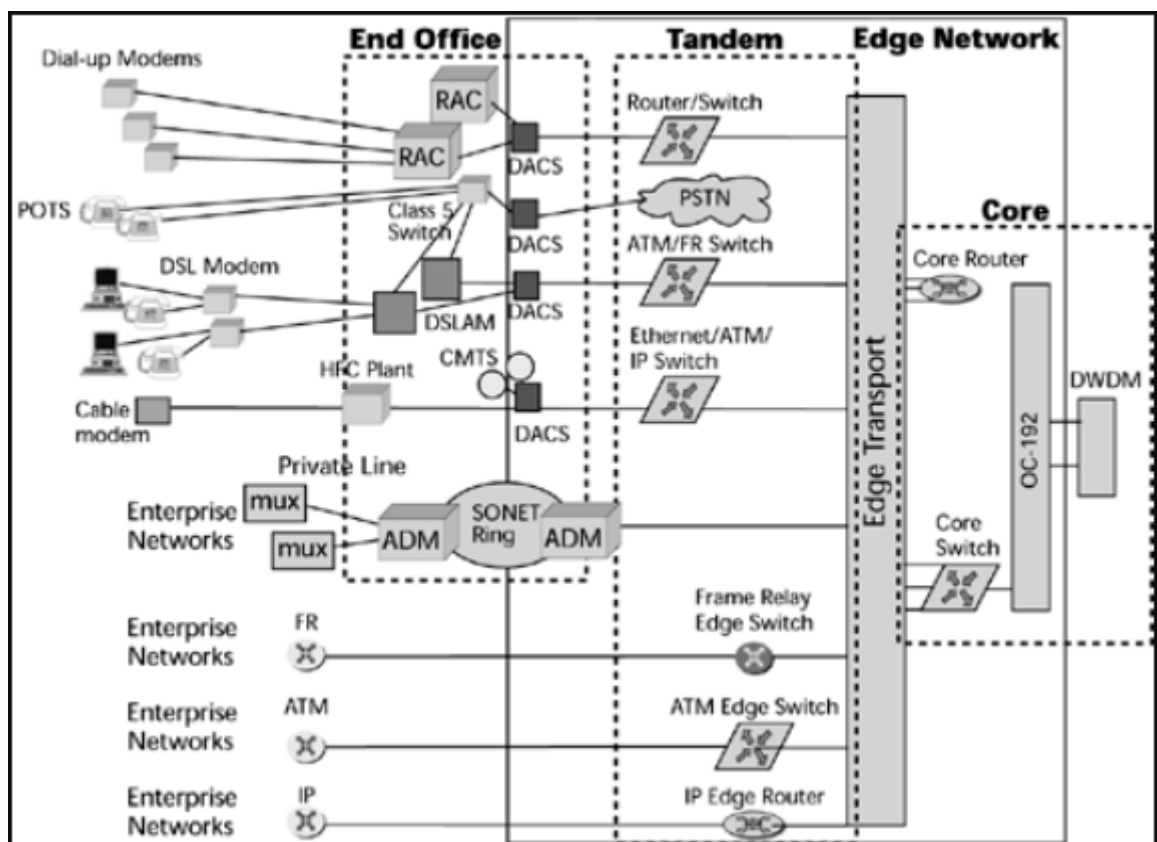 End Office
Tandem
Edge Network
Dial-up Modems
RAC
RAC
DACS
Router/Switch
POTS
Class 5
Switch
DACS
PSTN
Core
DSL Modem
DSLAM
DACS
ATM/FR Switch
Core Router
HFC Plant
CMTS
Ethernet/ATM/
IP Switch
DWDM
Cable
modem
DACS
Edge Transport
OC-192
Private Line
Enterprise
Networks
mux
mux
ADM
SONET
Ring
ADM
Core
Switch
Enterprise
Networks
FR
Frame Relay
Edge Switch
Enterprise
Networks
ATM
ATM Edge Switch
Enterprise
Networks
IP
IP Edge Router